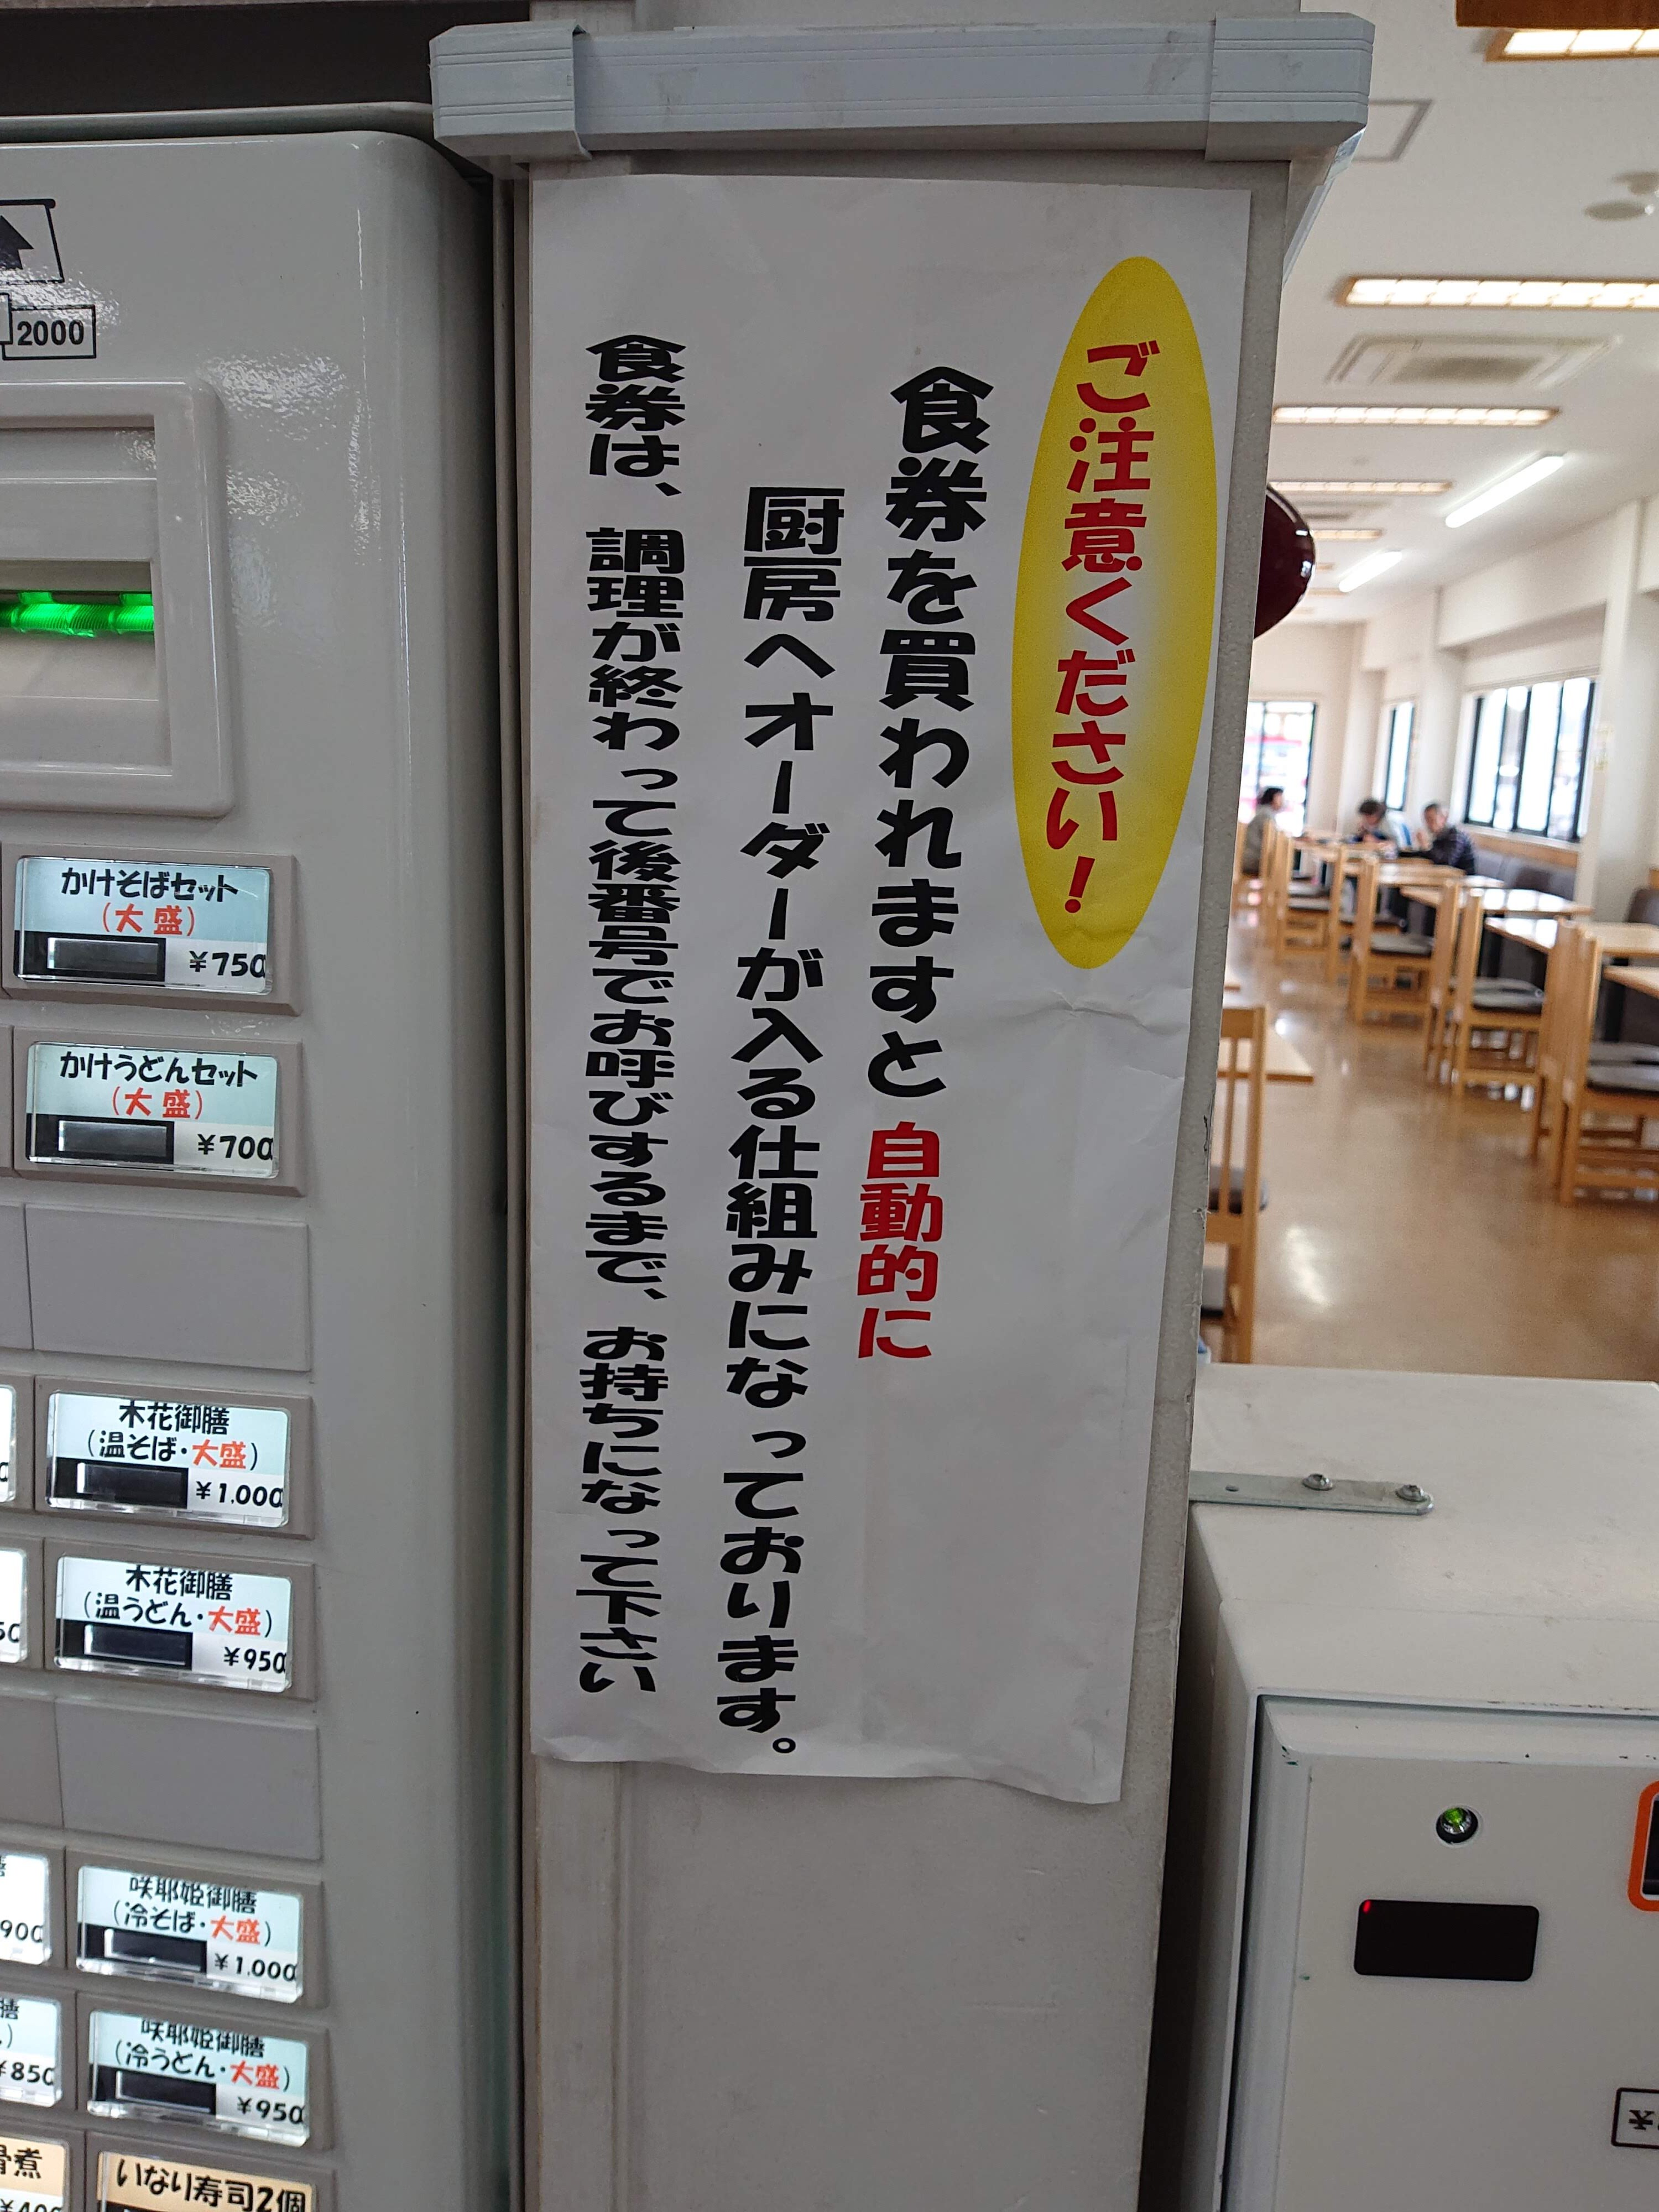 ご注意ください!
食券を買われますと 自動的に
厨房へオーダーが入る仕組みになっております。
食券は、調理が終わって後番号でお呼びするまで、お持ちになって下さい
2000
かけそばセット
(大盛)
¥750
かけうどんセット
(大盛)
¥700
木花御膳
(温そば・大盛)
¥1.000
木花御膳
(温うどん・大盛)
¥950
咲耶姫御膳
(冷そば・大盛)
900
¥1.000
咲耶姫御膳
(冷うどん・大盛)
¥850
¥950
いなり寿司2個